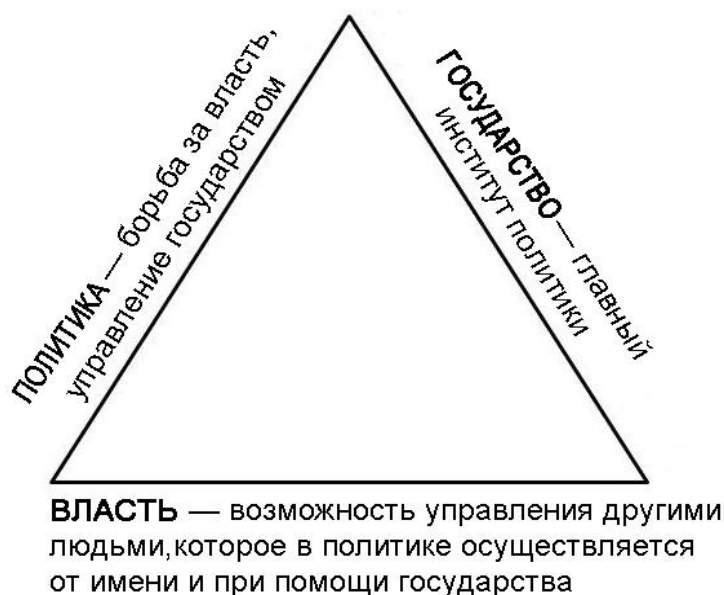 ПОЛИТИКА — борьба за власть,
управление государством
ГОСУДАРСТВО — главный
институт политики
ВЛАСТЬ — возможность управления другими
людьми,которое в политике осуществляется
от имени и при помощи государства